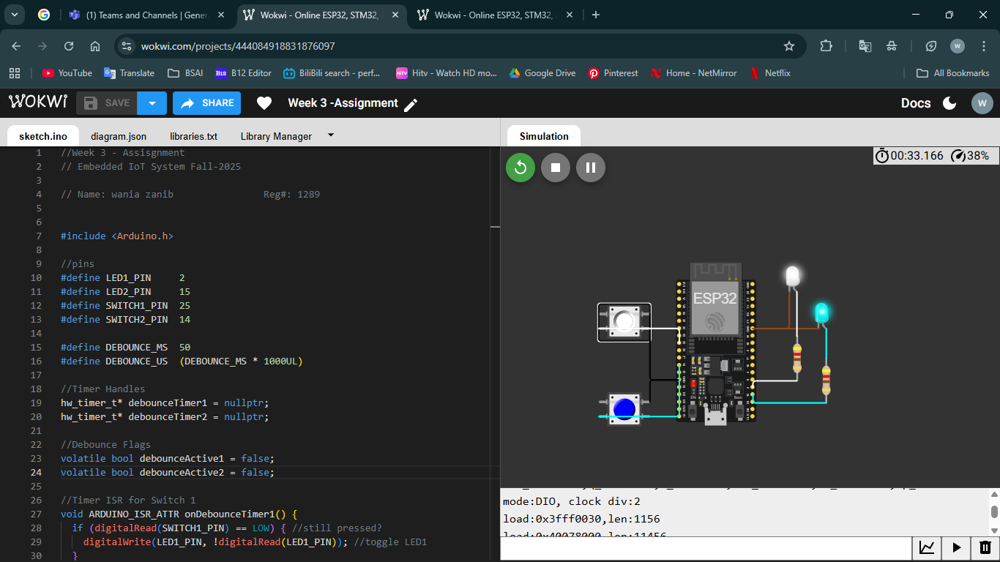 (1) Teams and Channels | Gener
Wokwi - Online ESP32, STM32,
Wokwi - Online ESP32, STM32,
wokwi.com/projects/444084918831876097
W
YouTube
Translate
BSAI
B12 B12 Editor
BiliBili search - perf...
HiTV Hitv - Watch HD mo...
Google Drive
Pinterest
Home - NetMirror
Netflix
All Bookmarks
WOKWI
SAVE
SHARE
Week 3 -Assignment
Docs
W
sketch.ino
diagram.json
libraries.txt
Library Manager
Simulation
00:33.166
38%
1 //Week 3 - Assisgnment
2 // Embedded IoT System Fall-2025
3
4 // Name: wania zanib Reg#: 1289
5
6
7 #include <Arduino.h>
8
9 //pins
10 #define LED1_PIN 2
11 #define LED2_PIN 15
12 #define SWITCH1_PIN 25
13 #define SWITCH2_PIN 14
14
15 #define DEBOUNCE_MS 50
16 #define DEBOUNCE_US (DEBOUNCE_MS * 1000UL)
17
18 //Timer Handles
19 hw_timer_t* debounceTimer1 = nullptr;
20 hw_timer_t* debounceTimer2 = nullptr;
21
22 //Debounce Flags
23 volatile bool debounceActive1 = false;
24 volatile bool debounceActive2 = false;
25
26 //Timer ISR for Switch 1
27 void ARDUINO_ISR_ATTR onDebounceTimer1() {
28 if (digitalRead(SWITCH1_PIN) == LOW) { //still pressed?
29 digitalWrite(LED1_PIN, !digitalRead(LED1_PIN)); //toggle LED1
30 }
ESP32
EN
Boot
mode:DIO, clock div:2
load:0x3fff0030,len:1156
load:0x40078000,len:11456